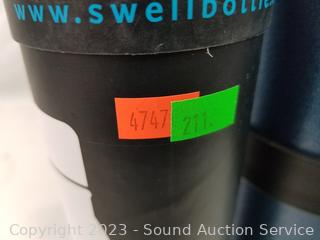 www.swellbottle.
4747
211.
Copyright 2023 - Sound Auction Service